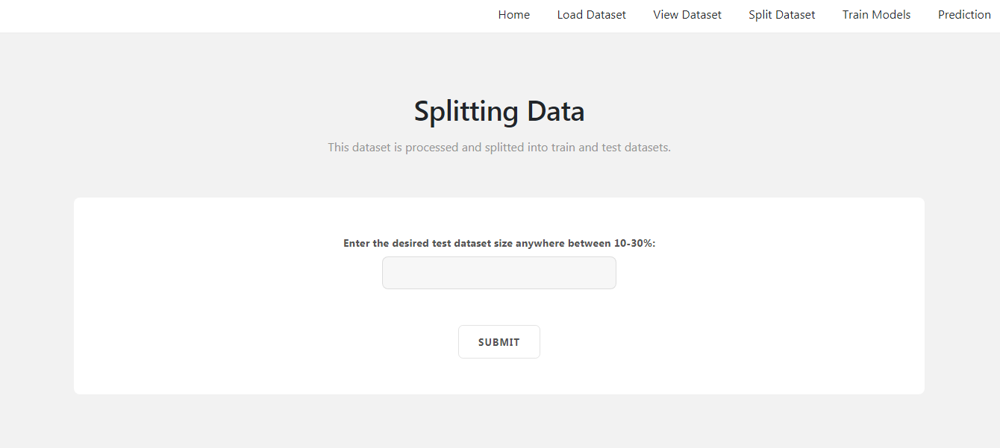 Home Load Dataset View Dataset Split Dataset Train Models Prediction
Splitting Data
This dataset is processed and splitted into train and test datasets.
Enter the desired test dataset size anywhere between 10-30%:
SUBMIT